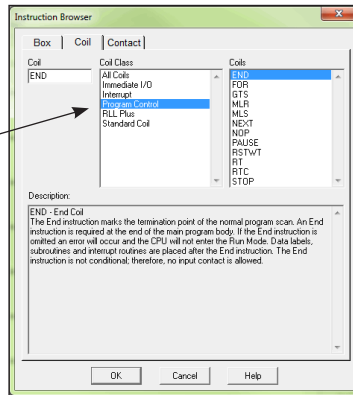 Instruction Browser
Box
Coil
Contact
Coil
Coil Class
Coils
END
All Coils
Immediate I/O
Interrupt
Program Control
RLL Plus
Standard Coil
END
FOR
GTS
MLR
MLS
NEXT
NOP
PAUSE
RSTWT
RT
RTC
STOP
Description:
END - End Coil
The End instruction marks the termination point of the normal program scan. An End
instruction is required at the end of the main program body. If the End instruction is
omitted an error will occur and the CPU will not enter the Run Mode. Data labels,
subroutines and interrupt routines are placed after the End instruction. The End
instruction is not conditional; therefore, no input contact is allowed.
OK
Cancel
Help